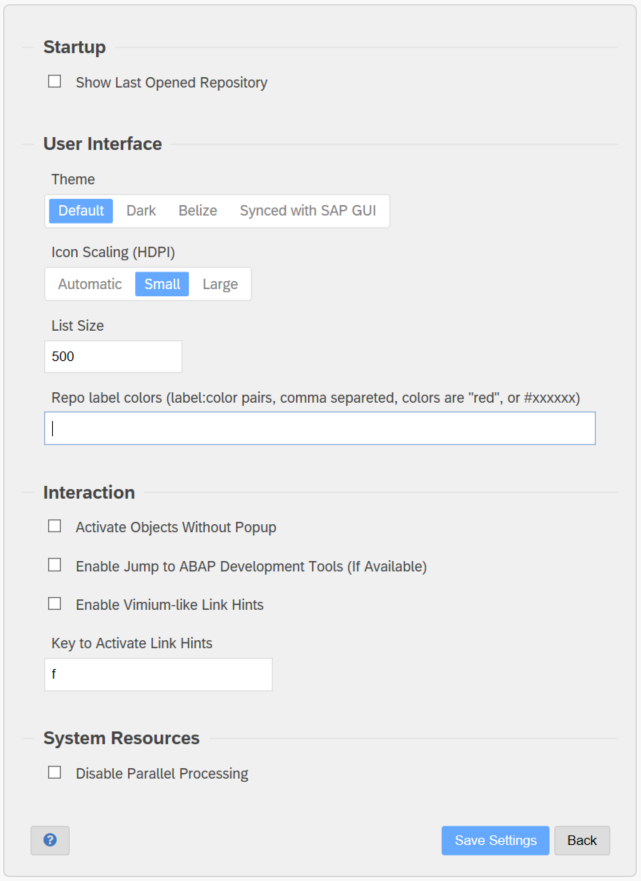 Startup
Show Last Opened Repository
User Interface
Theme
Default Dark Belize Synced with SAP GUI
Icon Scaling (HDPI)
Automatic Small Large
List Size
500
Repo label colors (label:color pairs, comma separeted, colors are "red", or #xxxxxx)
Interaction
Activate Objects Without Popup
Enable Jump to ABAP Development Tools (If Available)
Enable Vimium-like Link Hints
Key to Activate Link Hints
f
System Resources
Disable Parallel Processing
? Save Settings Back